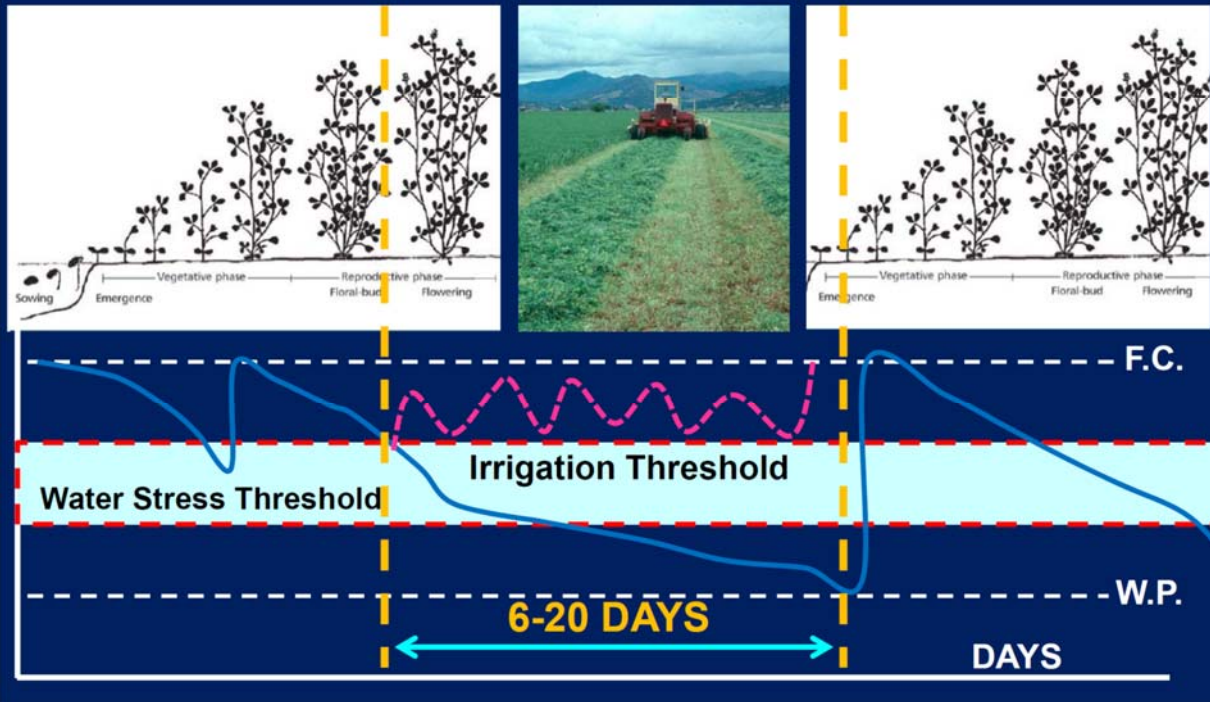 Vegetative phase
Reproductive phase
Sowing
Emergence
Floral-bud
Flowering
Vegetative phase
Reproductive phase
Emergence
Floral-bud
Flowering
F.C.
Irrigation Threshold
Water Stress Threshold
W.P.
6-20 DAYS
DAYS